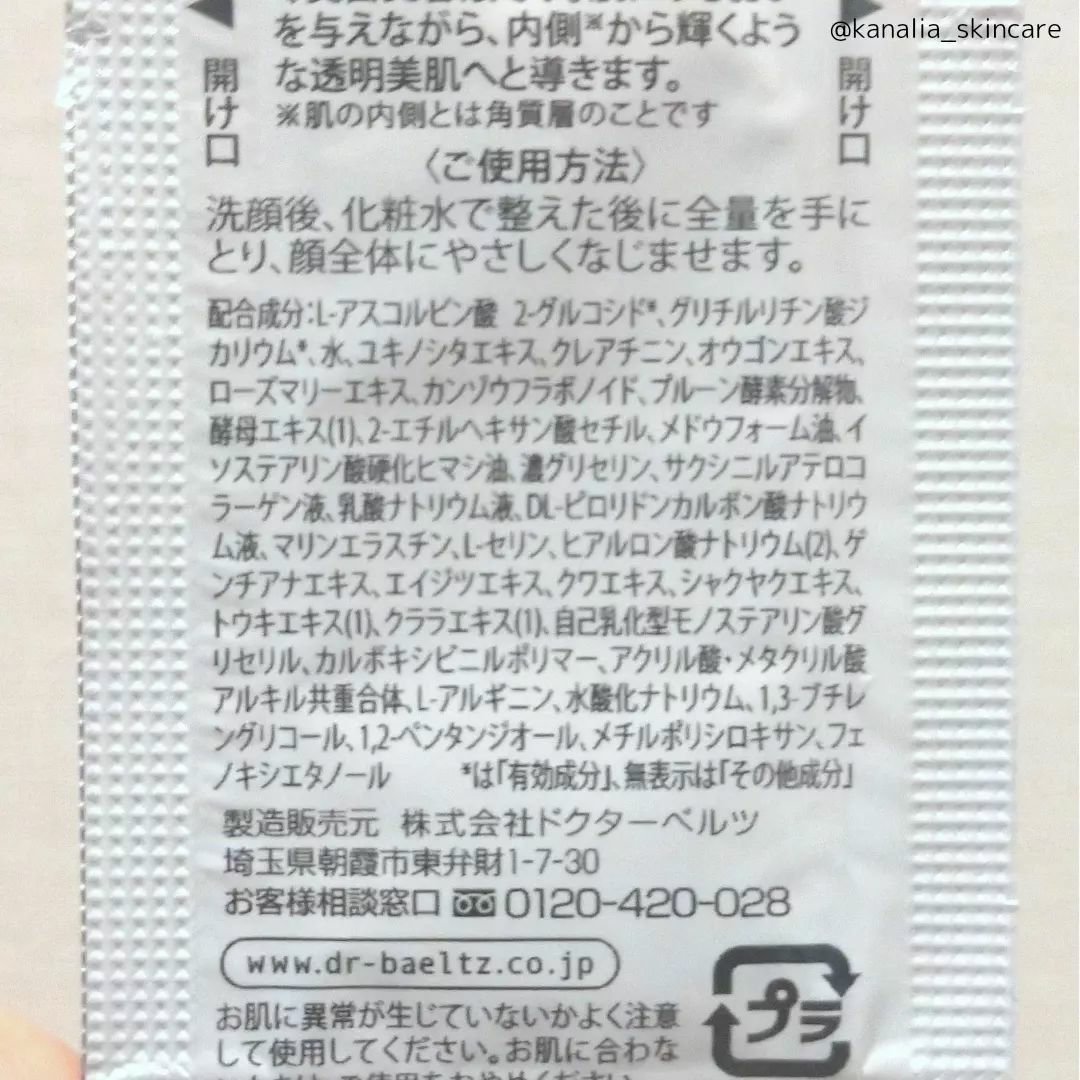 @kanalia_skincare
を与えながら、内側※から輝くよう
な透明美肌へと導きます。
※肌の内側とは角質層のことです
開け口
開け口
〈ご使用方法〉
洗顔後、化粧水で整えた後に全量を手に
とり、顔全体にやさしくなじませます。
配合成分:L-アスコルビン酸 2-グルコシド*、グリチルリチン酸ジ
カリウム*、水、ユキノシタエキス、クレアチニン、オウゴンエキス、
ローズマリーエキス、カンゾウフラボノイド、プルーン酵素分解物、
酵母エキス(1)、2-エチルヘキサン酸セチル、メドウフォーム油、イ
ソステアリン酸硬化ヒマシ油、濃グリセリン、サクシニルアテロコ
ラーゲン液、乳酸ナトリウム液、DL-ピロリドンカルボン酸ナトリウ
ム液、マリンエラスチン、L-セリン、ヒアルロン酸ナトリウム(2)、ゲ
ンチアナエキス、エイジツエキス、クワエキス、シャクヤクエキス、
トウキエキス(1)、クララエキス(1)、自己乳化型モノステアリン酸グ
リセリル、カルボキシビニルポリマー、アクリル酸・メタクリル酸
アルキル共重合体、L-アルギニン、水酸化ナトリウム、1,3-ブチレ
ングリコール、1,2-ペンタンジオール、メチルポリシロキサン、フェ
ノキシエタノール *は「有効成分」、無表示は「その他成分」
製造販売元 株式会社ドクターベルツ
埼玉県朝霞市東弁財1-7-30
お客様相談窓口 0120-420-028
www.dr-baeltz.co.jp
プラ
お肌に異常が生じていないかよく注意
して使用してください。お肌に合わな